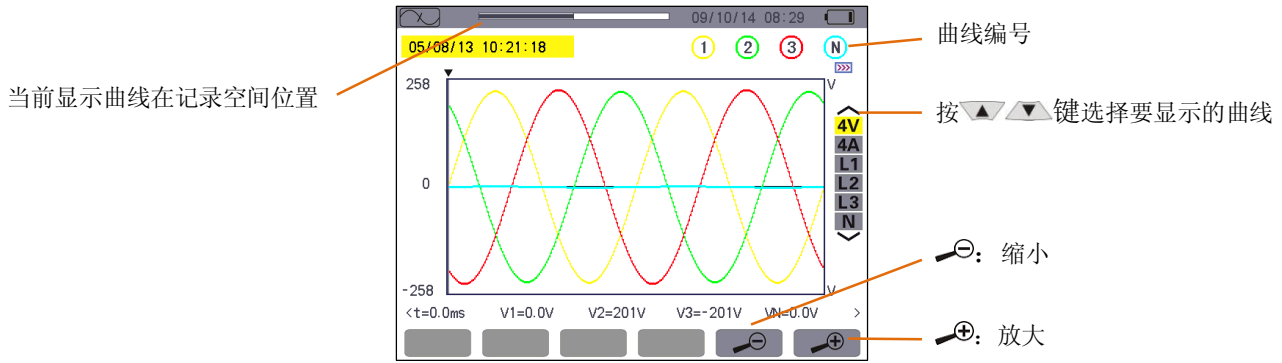 09/10/14 08:29
05/08/13 10:21:18
1 2 3 N
曲线编号
>>>
当前显示曲线在记录空间位置
258
V
按▲ ▼键选择要显示的曲线
4V
4A
L1
L2
L3
N
0
-258
V
<t=0.0ms V1=0.0V V2=201V V3=-201V VN=0.0V >
⊖：缩小
⊕：放大